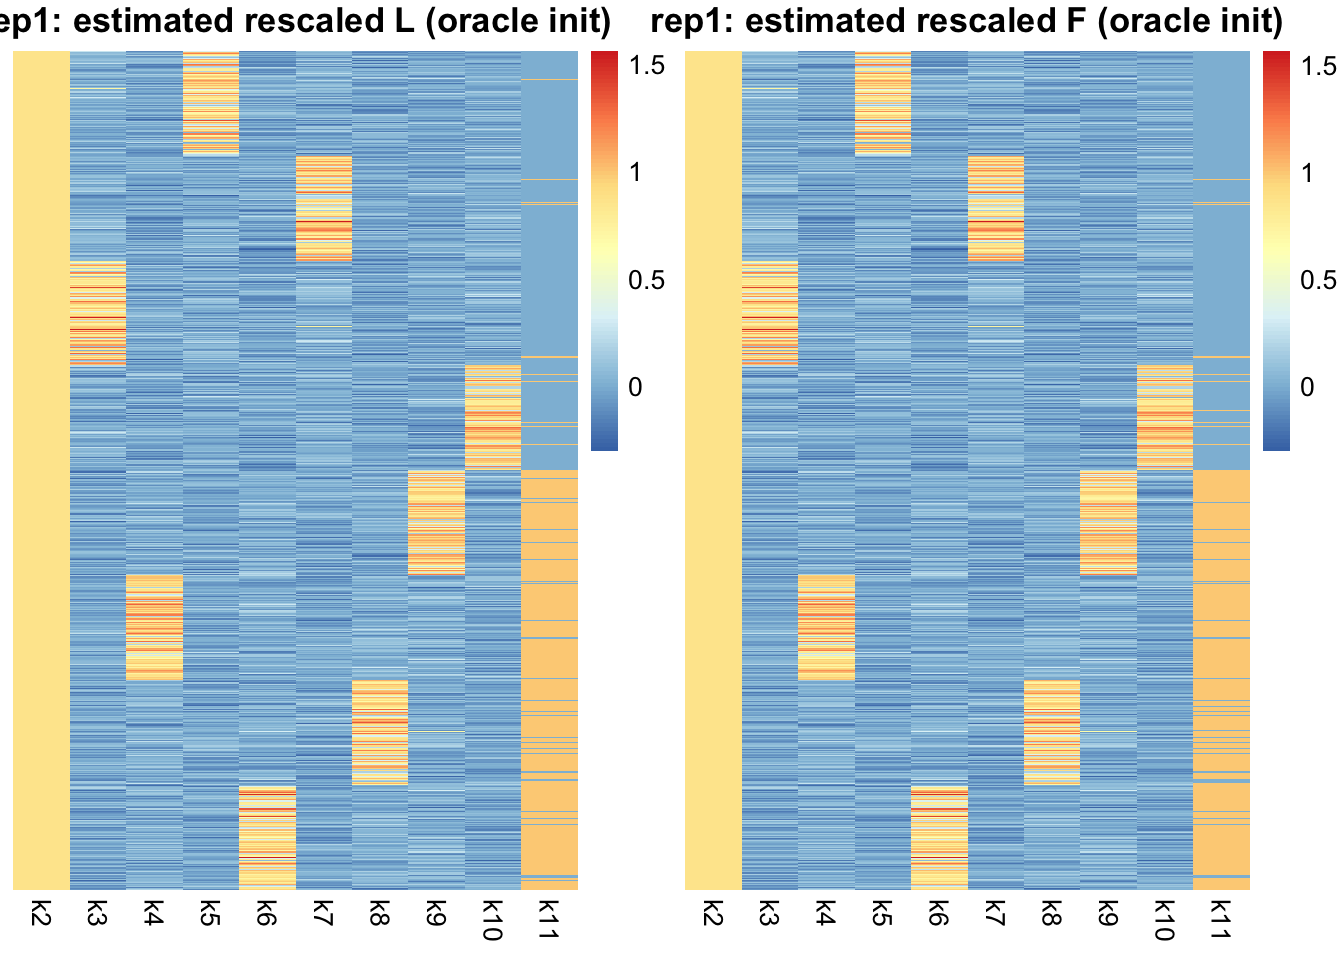 ep1: estimated rescaled L (oracle init)
1.5
1
0.5
0
k2 k3 k4 k5 k6 k7 k8 k9 k10 k11
rep1: estimated rescaled F (oracle init)
1.5
1
0.5
0
k2 k3 k4 k5 k6 k7 k8 k9 k10 k11